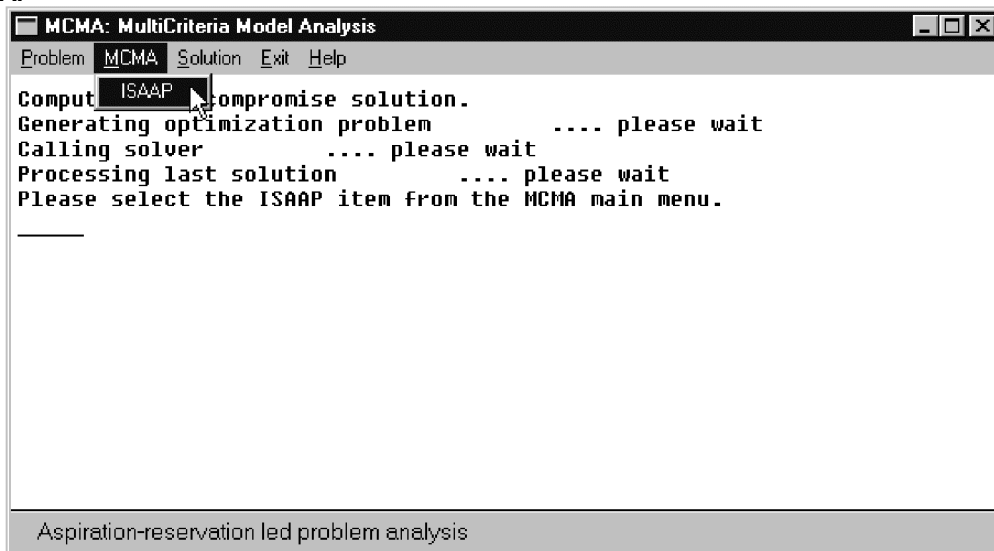 MCMA: MultiCriteria Model Analysis
Problem MCMA Solution Exit Help
ISAAP
Comput ompromise solution.
Generating optimization problem .... please wait
Calling solver .... please wait
Processing last solution .... please wait
Please select the ISAAP item from the MCMA main menu.
Aspiration-reservation led problem analysis